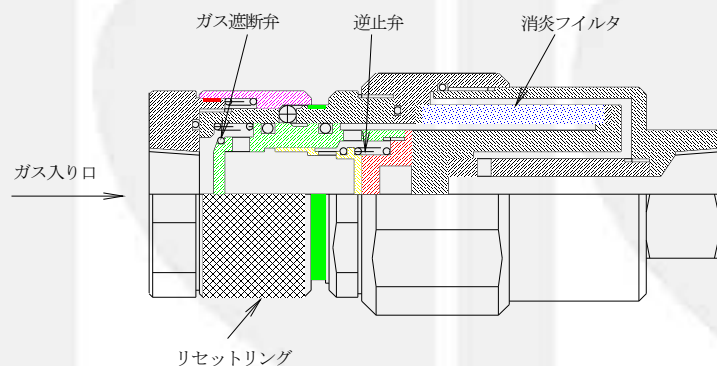 ガス遮断弁
逆止弁
消炎フイルタ
ガス入り口
リセットリング